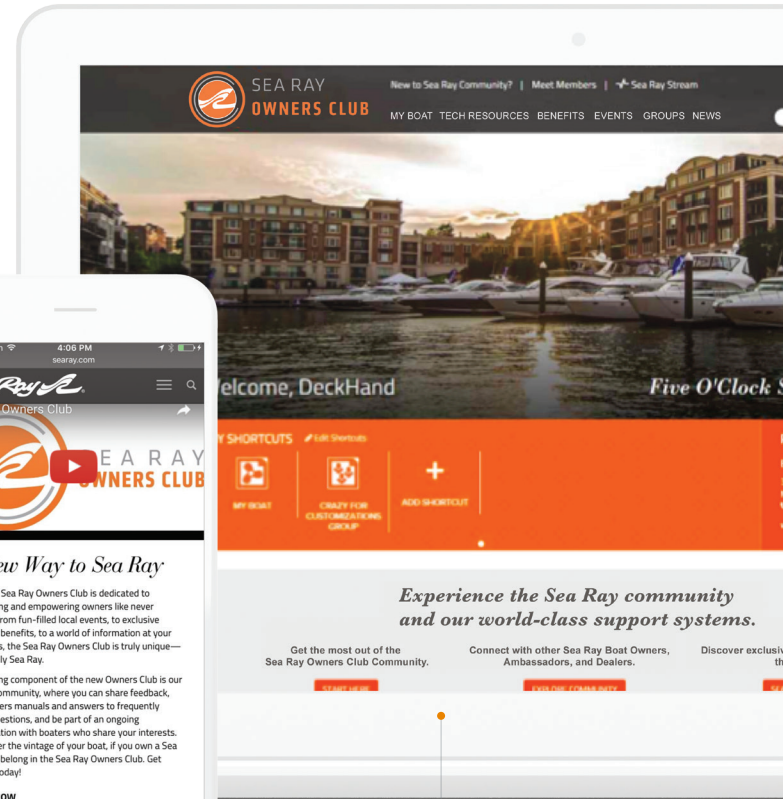 SEA RAY
OWNERS CLUB
New to Sea Ray Community? | Meet Members | Sea Ray Stream
MY BOAT TECH RESOURCES BENEFITS EVENTS GROUPS NEWS
elcome, DeckHand
Five O'Clock S
Y SHORTCUTS Edit Shortcuts
MY BOAT
CRAZY FOR
CUSTOMIZATIONS
GROUP
ADD SHORTCUT
Experience the Sea Ray community
and our world-class support systems.
Get the most out of the
Sea Ray Owners Club Community.
START HERE
Connect with other Sea Ray Boat Owners,
Ambassadors, and Dealers.
EXPLORE COMMUNITY
Discover exclusiv
th
4:06 PM
searay.com
Ray
Owners Club
E A R A Y
WNERS CLUB
ew Way to Sea Ray
Sea Ray Owners Club is dedicated to
ng and empowering owners like never
rom fun-filled local events, to exclusive
benefits, to a world of information at your
s, the Sea Ray Owners Club is truly unique—
ly Sea Ray.
ng component of the new Owners Club is our
ommunity, where you can share feedback,
ers manuals and answers to frequently
estions, and be part of an ongoing
ation with boaters who share your interests.
er the vintage of your boat, if you own a Sea
belong in the Sea Ray Owners Club. Get
oday!
ow